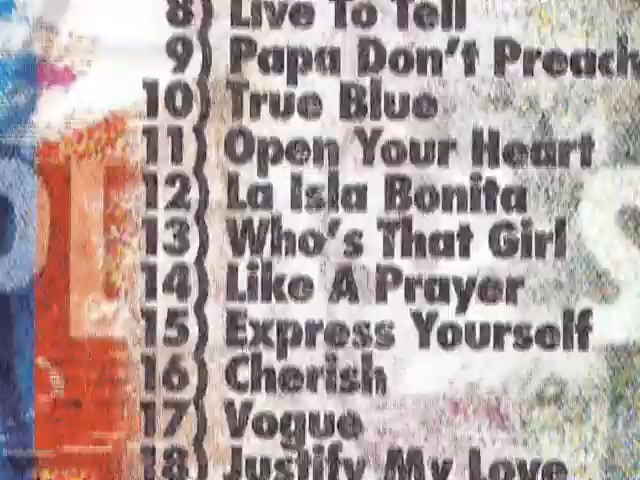 8) Live To Tell
9) Papa Don't Preach
10) True Blue
11) Open Your Heart
12) La Isla Bonita
13) Who's That Girl
14) Like A Prayer
15) Express Yourself
16) Cherish
17) Vogue
18) Justify My Love